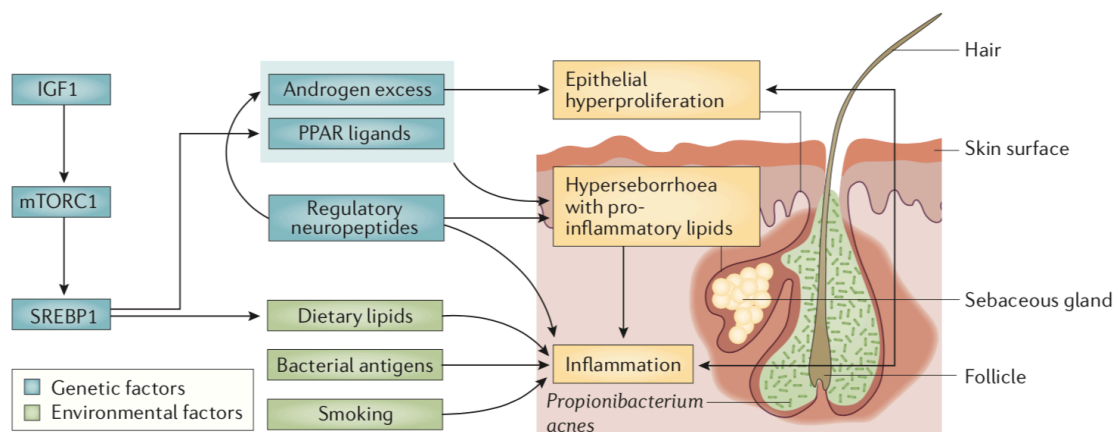 IGF1
mTORC1
SREBP1
Androgen excess
PPAR ligands
Regulatory
neuropeptides
Dietary lipids
Bacterial antigens
Smoking
Epithelial
hyperproliferation
Hyperseborrhoea
with pro-
inflammatory lipids
Inflammation
Propionibacterium
acnes
Hair
Skin surface
Sebaceous gland
Follicle
Genetic factors
Environmental factors